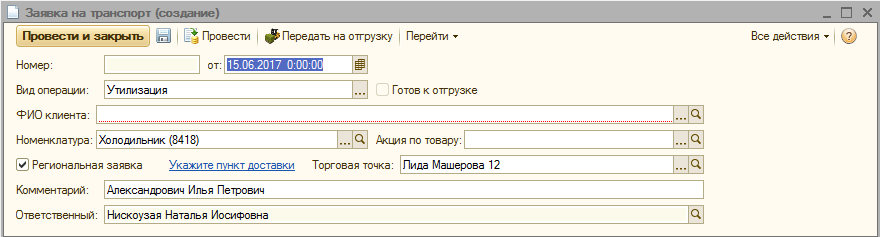 Заявка на транспорт (создание)
Провести и закрыть Провести Передать на отгрузку Перейти Все действия ?
Номер: от: 15.06.2017 0:00:00
Вид операции: Утилизация ... Готов к отгрузке
ФИО клиента: ...
Номенклатура: Холодильник (8418) ... Акция по товару: ...
Региональная заявка Укажите пункт доставки Торговая точка: Лида Машерова 12 ...
Комментарий: Александрович Илья Петрович
Ответственный: Нискоузая Наталья Иосифовна